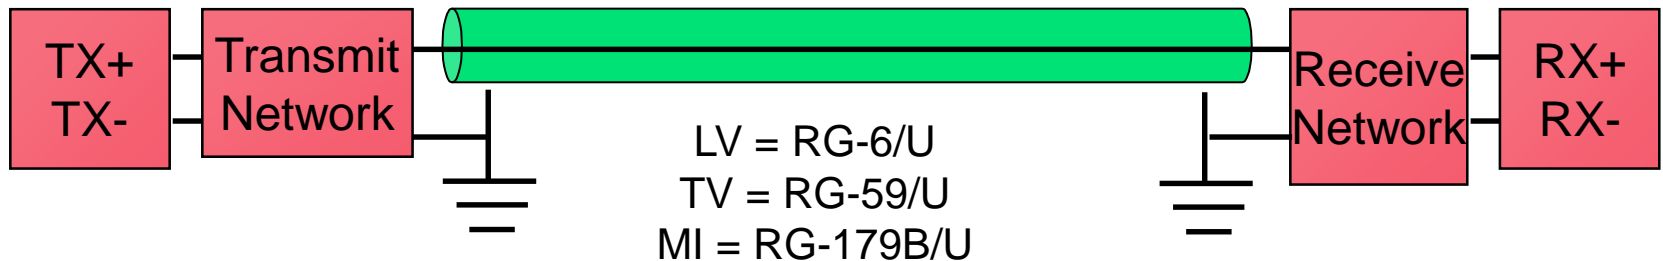 TX+
TX-
Transmit
Network
LV = RG-6/U
TV = RG-59/U
MI = RG-179B/U
Receive
Network
RX+
RX-